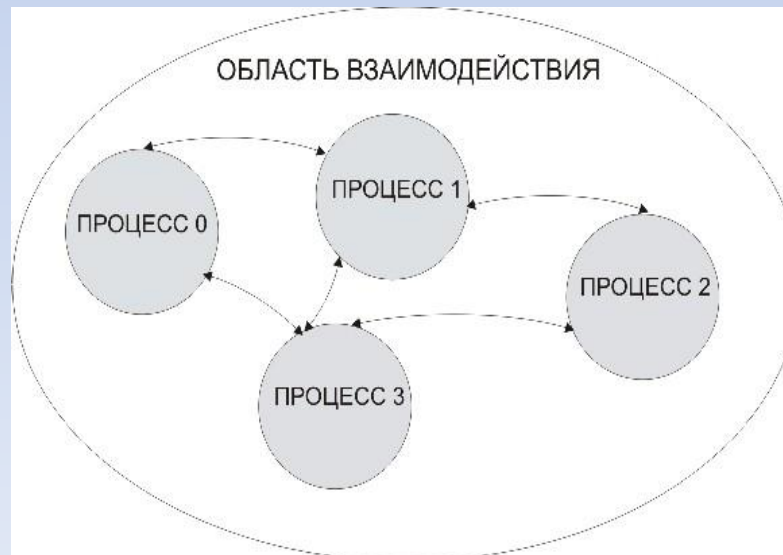 ОБЛАСТЬ ВЗАИМОДЕЙСТВИЯ
ПРОЦЕСС 0
ПРОЦЕСС 1
ПРОЦЕСС 2
ПРОЦЕСС 3